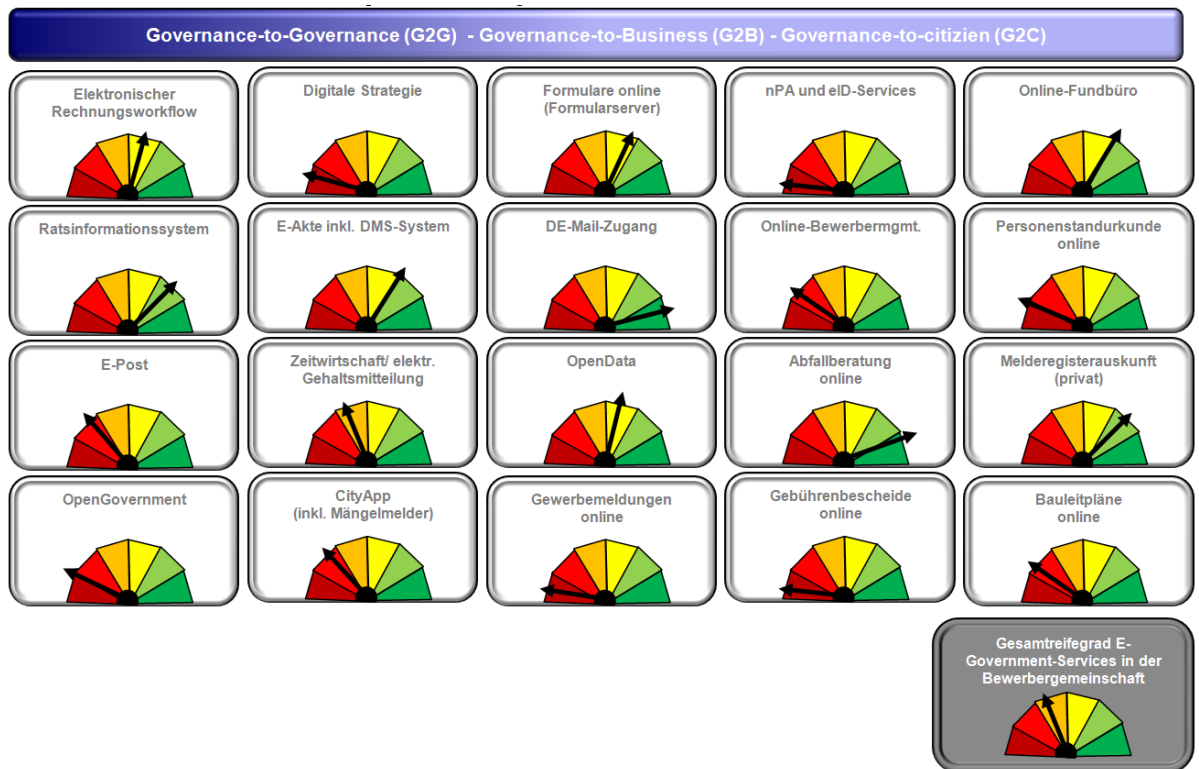 Governance-to-Governance (G2G) - Governance-to-Business (G2B) - Governance-to-citizien (G2C)
Elektronischer
Rechnungsworkflow
Digitale Strategie
Formulare online
(Formularserver)
nPA und eID-Services
Online-Fundbüro
Ratsinformationssystem
E-Akte inkl. DMS-System
DE-Mail-Zugang
Online-Bewerbermgmt.
Personenstandurkunde
online
E-Post
Zeitwirtschaft/ elektr.
Gehaltsmitteilung
OpenData
Abfallberatung
online
Melderegisterauskunft
(privat)
OpenGovernment
CityApp
(inkl. Mängelmelder)
Gewerbemeldungen
online
Gebührenbescheide
online
Bauleitpläne
online
Gesamtreifegrad E-
Government-Services in der
Bewerbergemeinschaft